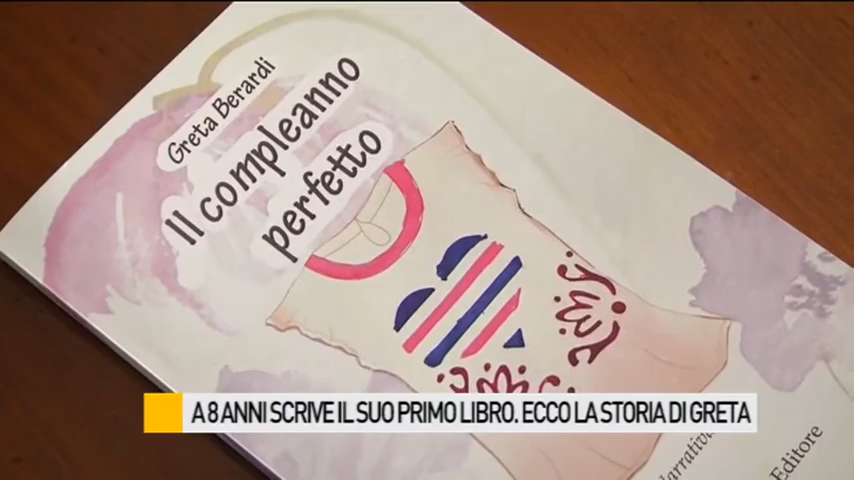 Greta Berardi
Il compleanno
perfetto
A 8 ANNI SCRIVE IL SUO PRIMO LIBRO. ECCO LA STORIA DI GRETA
Editore